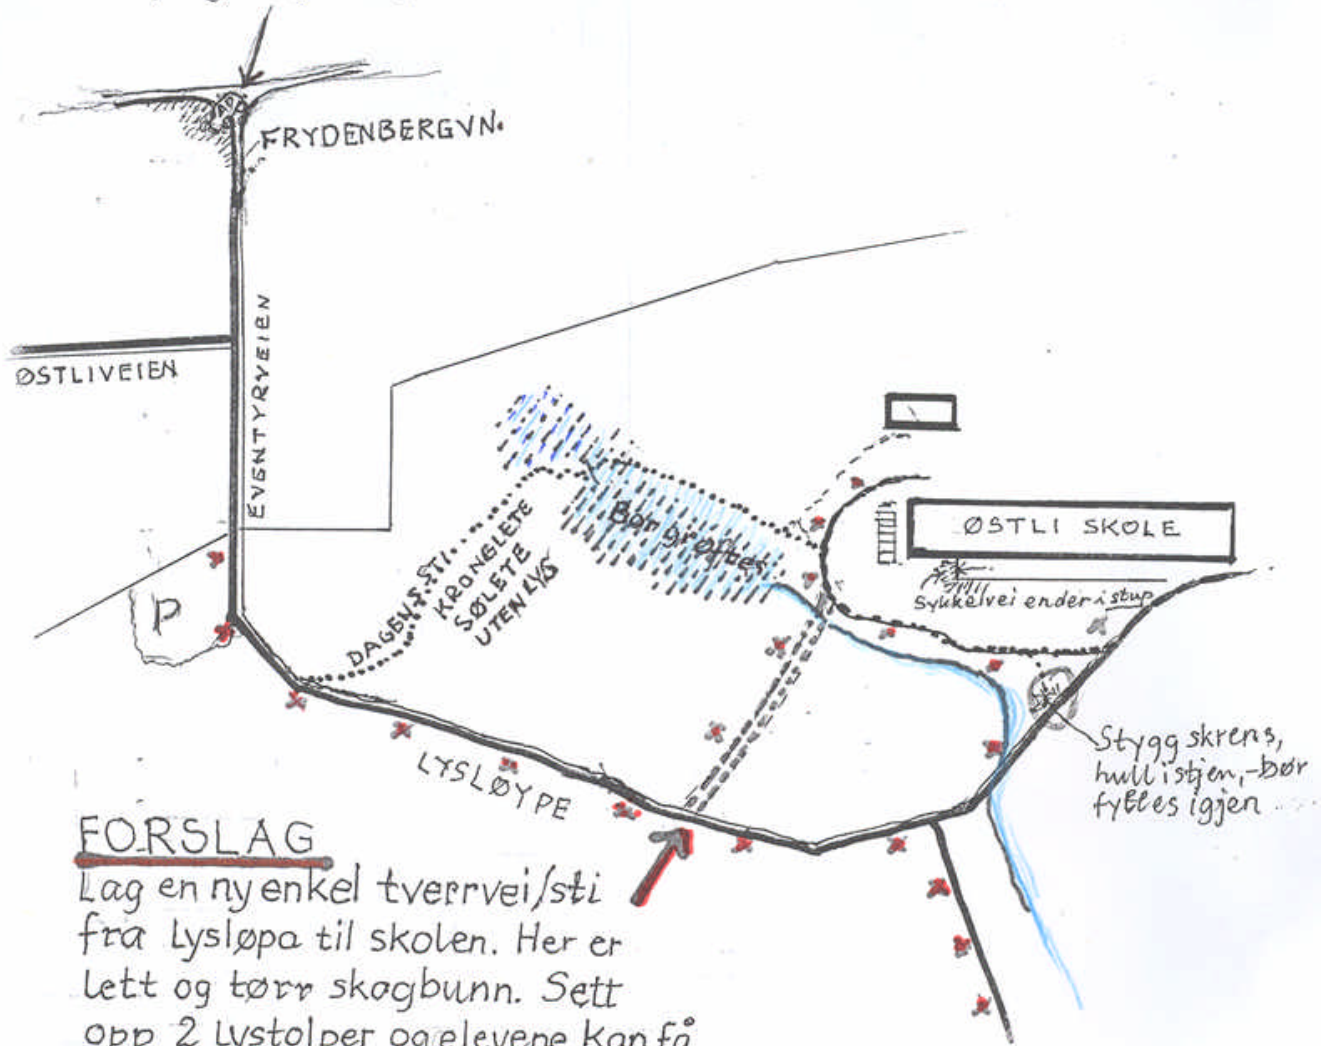 FRYDENBERGVN.
ØSTLIVEIEN
EVENTYRVEIEN
P
DAGENS STI
KRONGLETE
SØLETE
UTEN LYS
Bør grøftes
ØSTLI SKOLE
Sykkelvei ender i stup
Stygg skrens,
hull i stjen,-bør
fylles igjen
LYSLØYPE
FORSLAG
Lag en ny enkel tverrvei/sti
fra Lysløpa til skolen. Her er
lett og tørr skogbunn. Sett
opp 2 Lystolper og elevene kan få